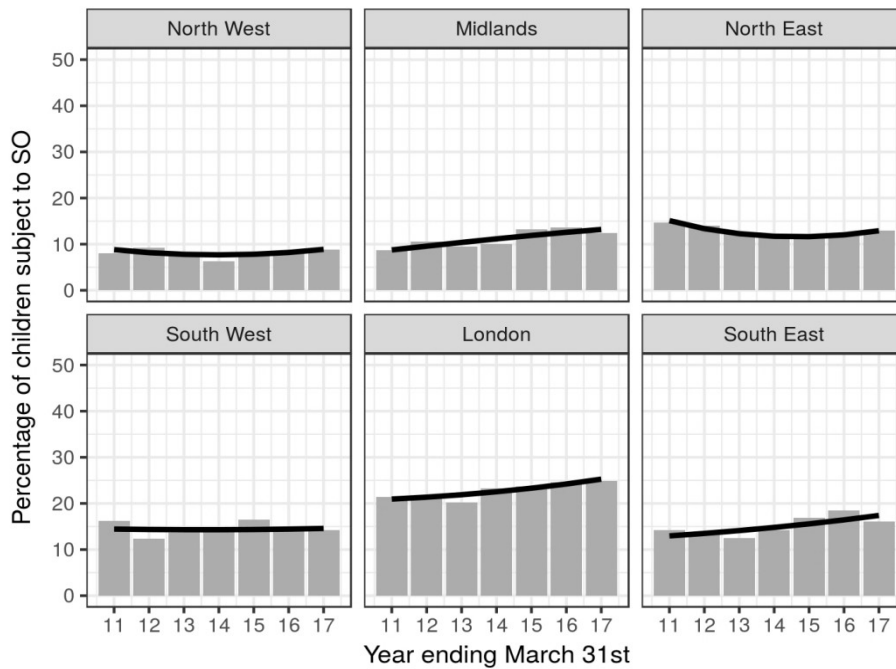 North West Midlands North East
50
40
30
20
10
0
South West London South East
50
40
30
20
10
0
11 12 13 14 15 16 17 11 12 13 14 15 16 17 11 12 13 14 15 16 17
Year ending March 31st
Percentage of children subject to SO